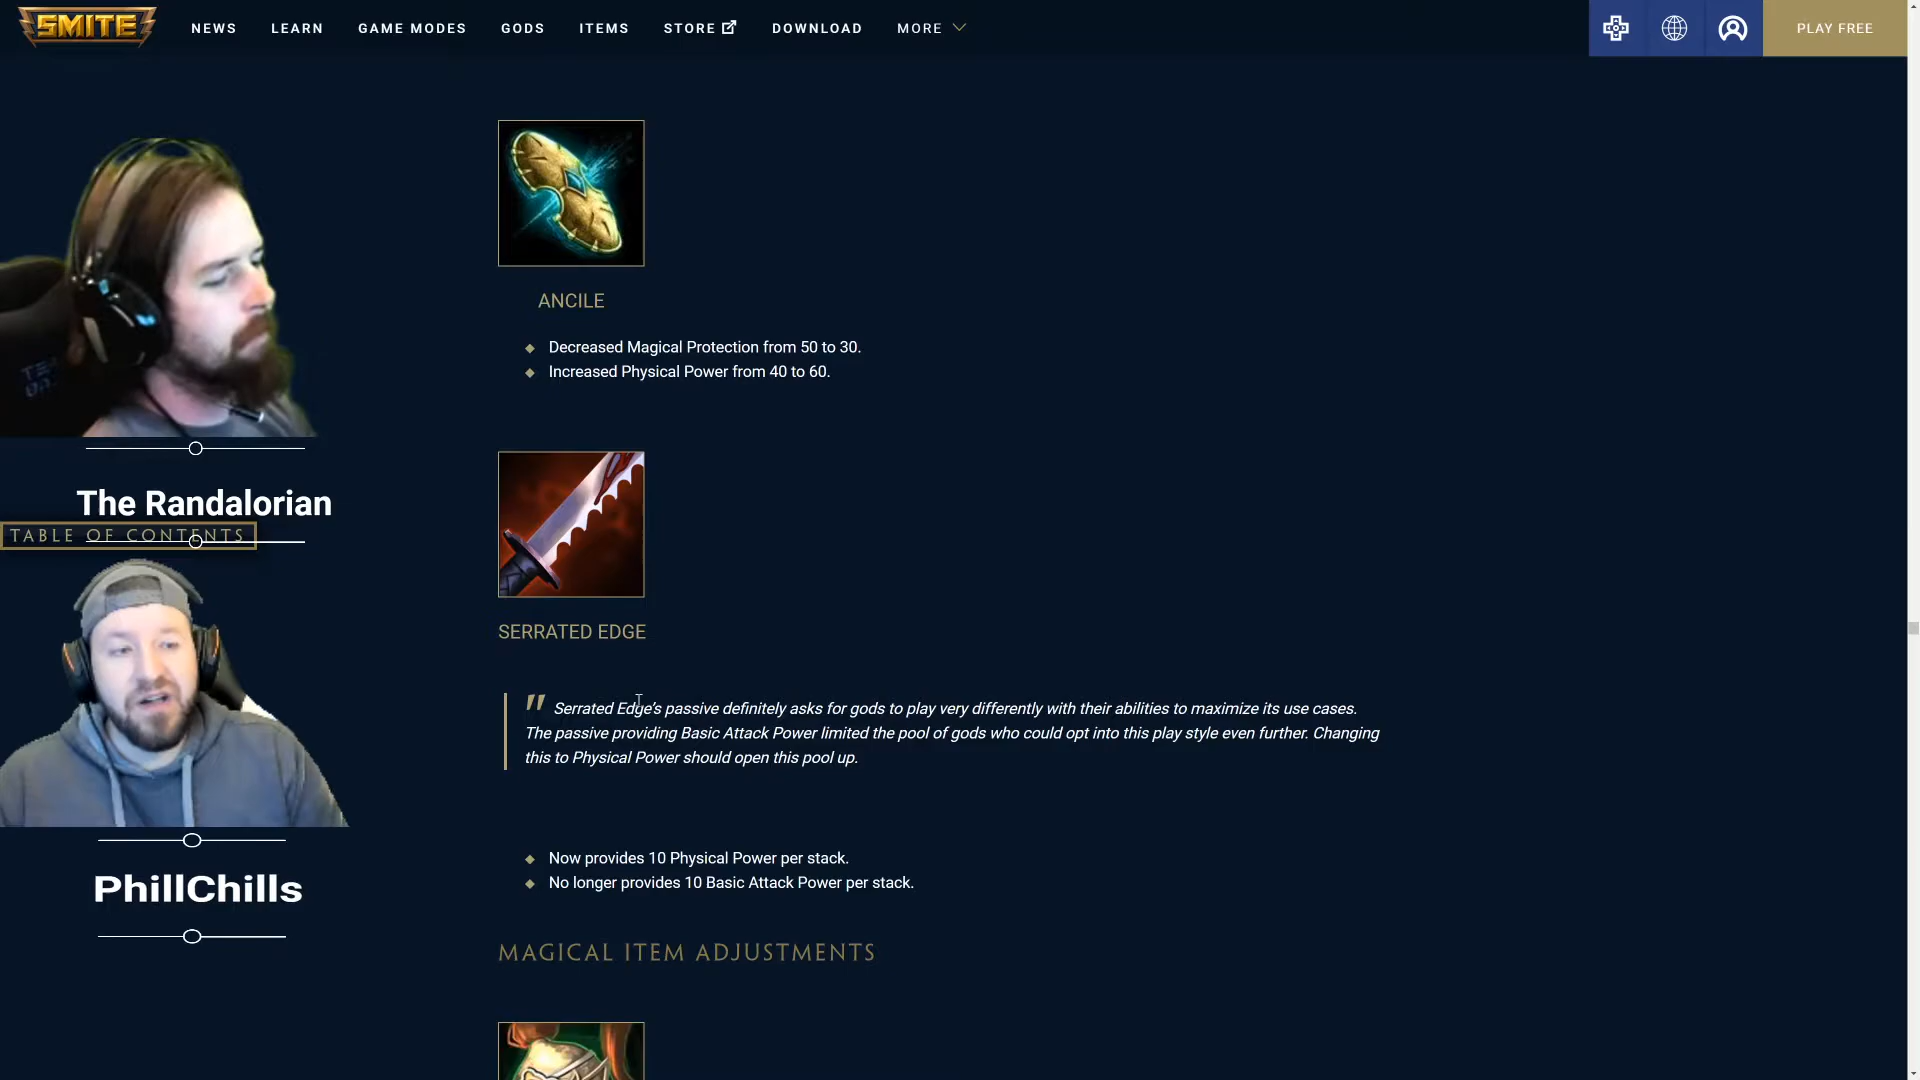 SMITE
NEWS
LEARN
GAME MODES
GODS
ITEMS
STORE
DOWNLOAD
MORE
PLAY FREE
ANCILE
Decreased Magical Protection from 50 to 30.
Increased Physical Power from 40 to 60.
The Randalorian
TABLE OF CONTENTS
SERRATED EDGE
" Serrated Edge's passive definitely asks for gods to play very differently with their abilities to maximize its use cases.
The passive providing Basic Attack Power limited the pool of gods who could opt into this play style even further. Changing
this to Physical Power should open this pool up.
Now provides 10 Physical Power per stack.
No longer provides 10 Basic Attack Power per stack.
PhillChills
MAGICAL ITEM ADJUSTMENTS